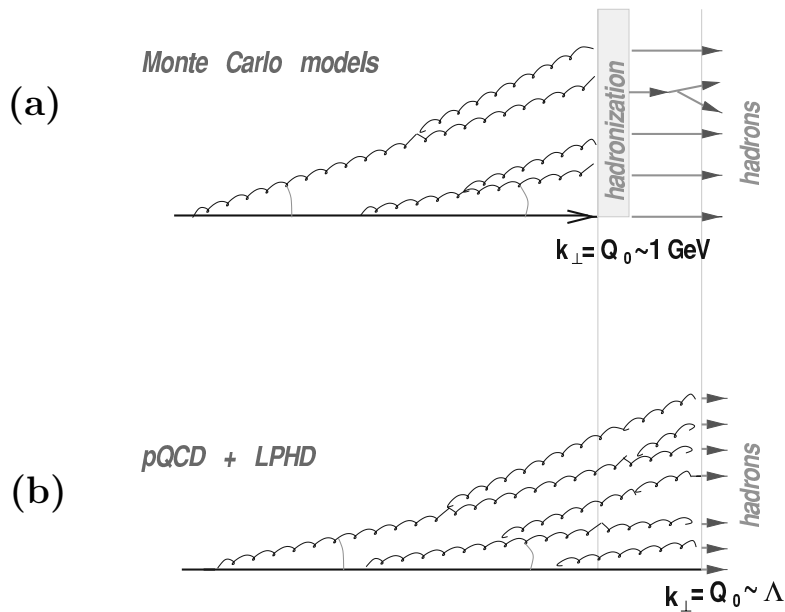 Monte Carlo models
(a)
hadronization
hadrons
k⊥= Q₀~1 GeV
pQCD + LPHD
(b)
hadrons
k⊥= Q₀~ Λ